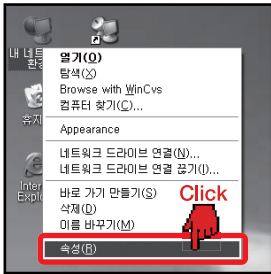 내 네트
환경
열기(O)
탐색(X)
Browse with WinCvs
컴퓨터 찾기(C)...
휴지
Appearance
네트워크 드라이브 연결(N)...
네트워크 드라이브 연결 끊기(I)...
Inter
Explo
바로 가기 만들기(S)
Click
삭제(D)
이름 바꾸기(M)
속성(R)